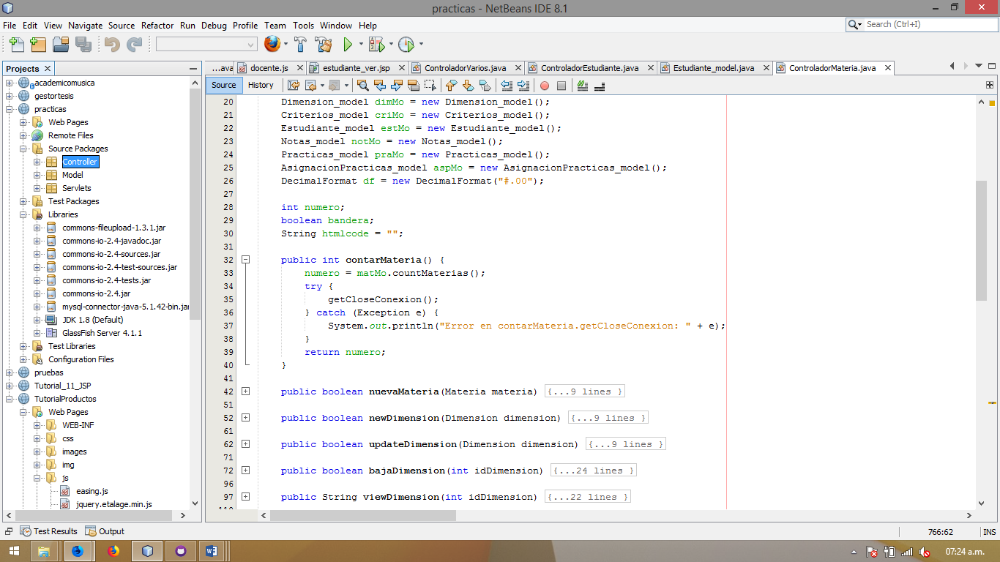 practicas - NetBeans IDE 8.1
File Edit View Navigate Source Refactor Run Debug Profile Team Tools Window Help
Search (Ctrl+I)
Projects
academicomusica
gestortesis
practicas
Web Pages
Remote Files
Source Packages
Controller
Model
Servlets
Test Packages
Libraries
commons-fileupload-1.3.1.jar
commons-io-2.4-javadoc.jar
commons-io-2.4-sources.jar
commons-io-2.4-test-sources.jar
commons-io-2.4-tests.jar
commons-io-2.4.jar
mysql-connector-java-5.1.42-bin.jar
JDK 1.8 (Default)
GlassFish Server 4.1.1
Test Libraries
Configuration Files
pruebas
Tutorial_11_JSP
TutorialProductos
Web Pages
WEB-INF
css
images
img
js
easing.js
jquery.etalage.min.js
...ava docente.js estudiante_ver.jsp ControladorVarios.java ControladorEstudiante.java Estudiante_model.java ControladorMateria.java
Source History
20 Dimension_model dimMo = new Dimension_model();
21 Criterios_model criMo = new Criterios_model();
22 Estudiante_model estMo = new Estudiante_model();
23 Notas_model notMo = new Notas_model();
24 Practicas_model praMo = new Practicas_model();
25 AsignacionPracticas_model aspMo = new AsignacionPracticas_model();
26 DecimalFormat df = new DecimalFormat("#.00");
27
28 int numero;
29 boolean bandera;
30 String htmlcode = "";
31
32 public int contarMateria() {
33 numero = matMo.countMaterias();
34 try {
35 getCloseConexion();
36 } catch (Exception e) {
37 System.out.println("Error en contarMateria.getCloseConexion: " + e);
38 }
39 return numero;
40 }
41
42 public boolean nuevaMateria(Materia materia) {...9 lines }
51
52 public boolean newDimension(Dimension dimension) {...9 lines }
61
62 public boolean updateDimension(Dimension dimension) {...9 lines }
71
72 public boolean bajaDimension(int idDimension) {...24 lines }
96
97 public String viewDimension(int idDimension) {...22 lines }
Test Results Output
766:62 INS
07:24 a.m.